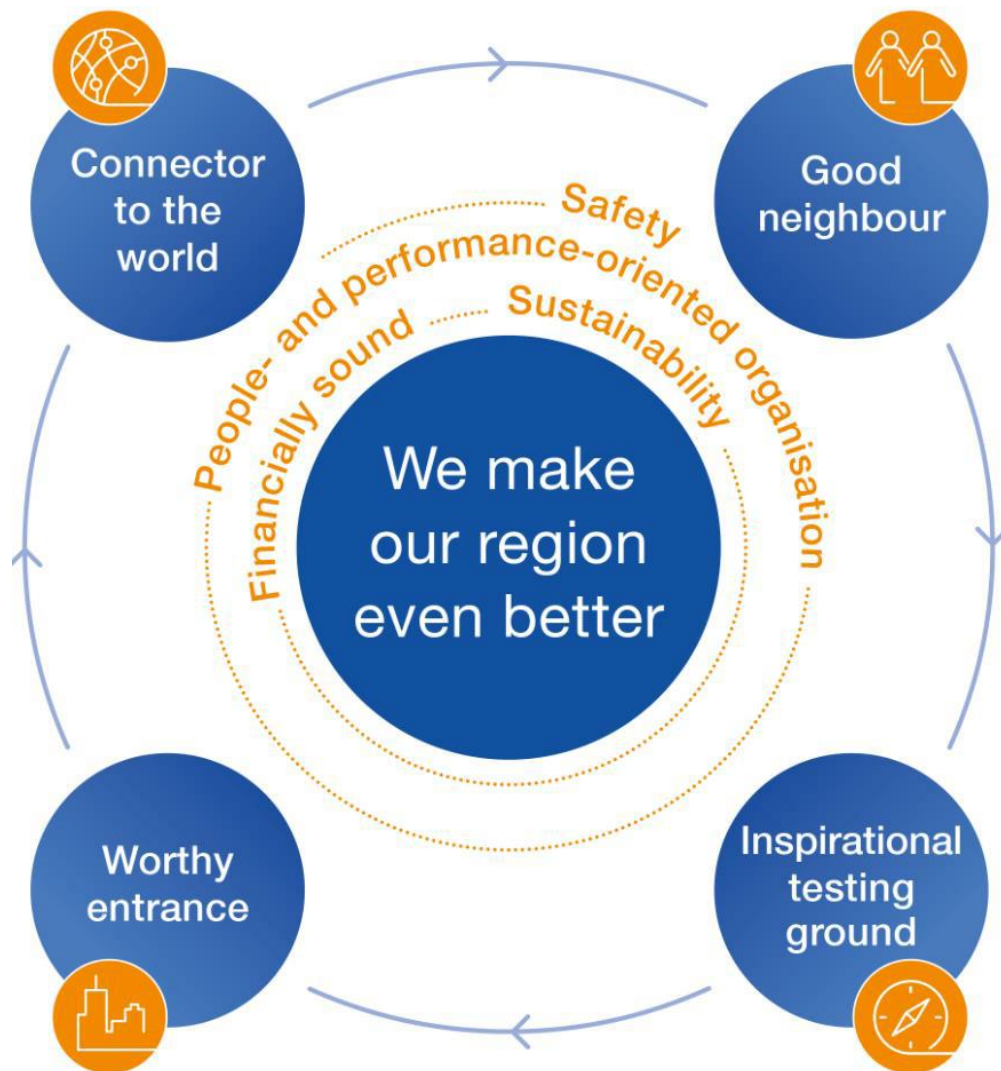 Connector
to the
world
Good
neighbour
Safety
People- and performance-oriented organisation
Financially sound
Sustainability
We make
our region
even better
Worthy
entrance
Inspirational
testing
ground